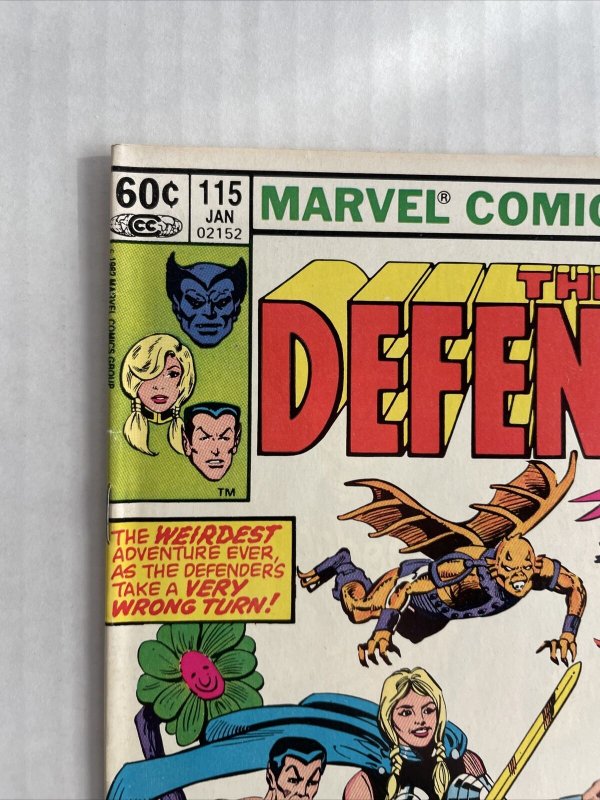 60¢ 115
JAN
CC 02152
MARVEL® COMIC
© 1982 MARVEL COMICS GROUP
THE
DEFEN
TM
THE WEIRDEST
ADVENTURE EVER,
AS THE DEFENDERS
TAKE A VERY
WRONG TURN!